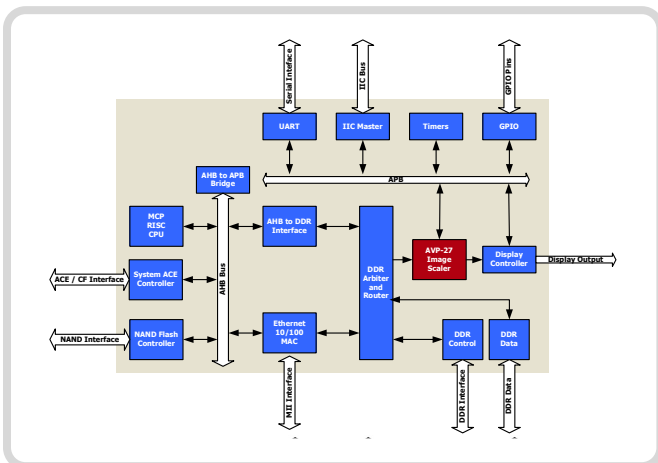 Serial Inteface
IIC Bus
GPIO Pins
UART
IIC Master
Timers
GPIO
AHB to APB
Bridge
APB
MCP
RISC
CPU
AHB to DDR
Interface
AHB Bus
DDR
Arbiter
and
Router
AVP-27
Image
Scaler
Display
Controller
Display Output
ACE / CF Interface
System ACE
Controller
NAND Interface
NAND Flash
Controller
Ethernet
10/100
MAC
DDR
Control
DDR
Data
MII Interface
DDR Interface
DDR Data